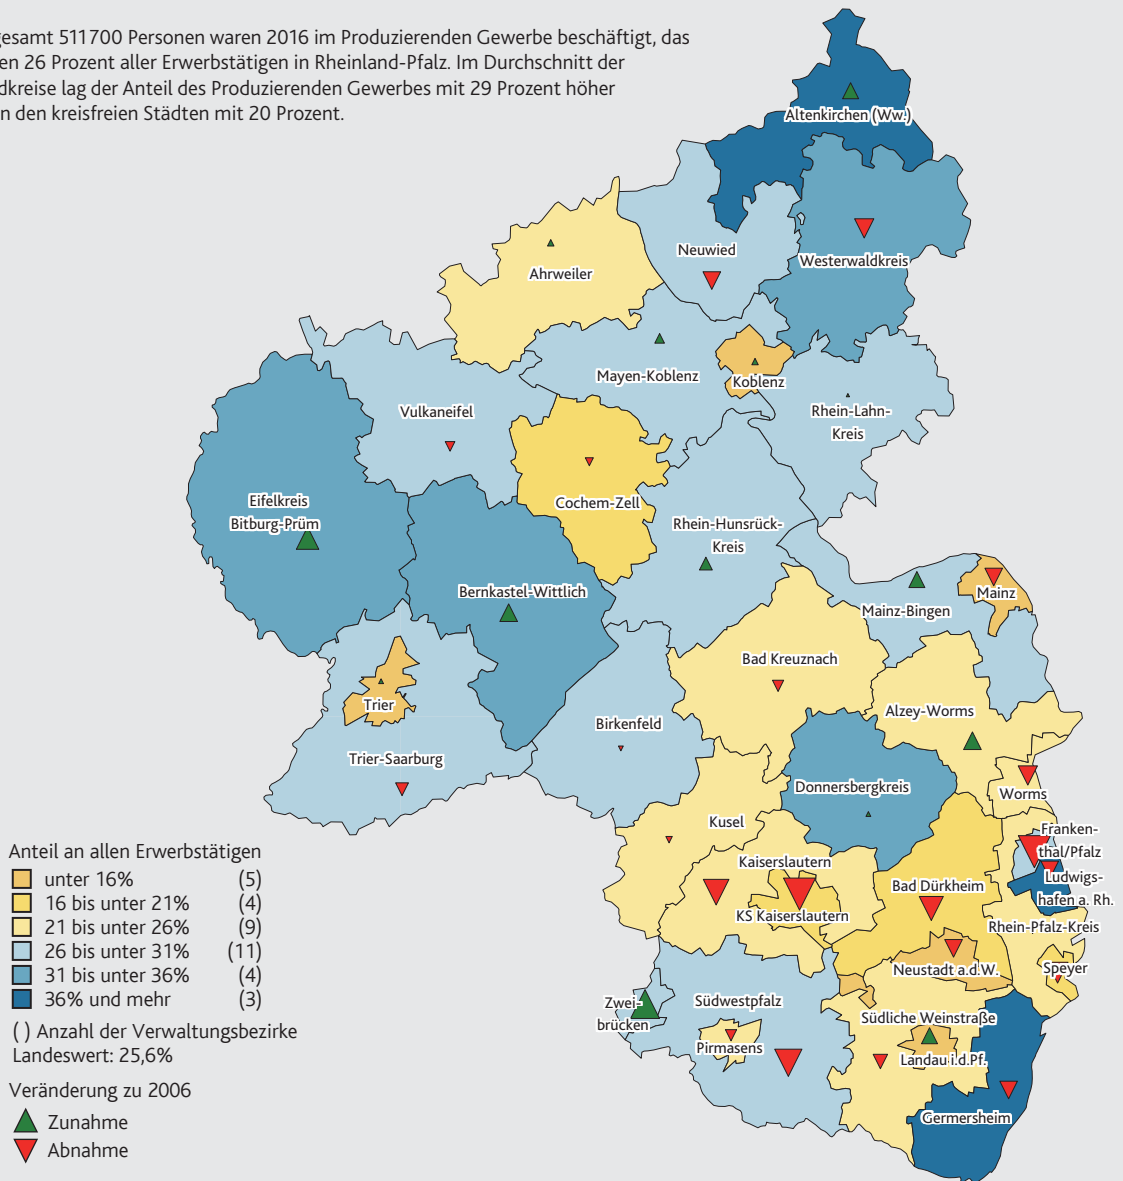 gesamt 511700 Personen waren 2016 im Produzierenden Gewerbe beschäftigt, das
en 26 Prozent aller Erwerbstätigen in Rheinland-Pfalz. Im Durchschnitt der
dkreise lag der Anteil des Produzierenden Gewerbes mit 29 Prozent höher
n den kreisfreien Städten mit 20 Prozent.
Altenkirchen (Ww.)
Neuwied
Westerwaldkreis
Ahrweiler
Mayen-Koblenz
Koblenz
Rhein-Lahn-
Kreis
Vulkaneifel
Cochem-Zell
Eifelkreis
Bitburg-Prüm
Rhein-Hunsrück-
Kreis
Bernkastel-Wittlich
Mainz
Mainz-Bingen
Bad Kreuznach
Trier
Alzey-Worms
Birkenfeld
Trier-Saarburg
Donnersbergkreis
Worms
Kusel
Franken-
thal/Pfalz
Kaiserslautern
Ludwigs-
hafen a. Rh.
Bad Dürkheim
KS Kaiserslautern
Rhein-Pfalz-Kreis
Neustadt a.d.W.
Speyer
Zwei-
brücken
Südwestpfalz
Südliche Weinstraße
Pirmasens
Landau i.d.Pf.
Germersheim
Anteil an allen Erwerbstätigen
unter 16% (5)
16 bis unter 21% (4)
21 bis unter 26% (9)
26 bis unter 31% (11)
31 bis unter 36% (4)
36% und mehr (3)
( ) Anzahl der Verwaltungsbezirke
Landeswert: 25,6%
Veränderung zu 2006
Zunahme
Abnahme